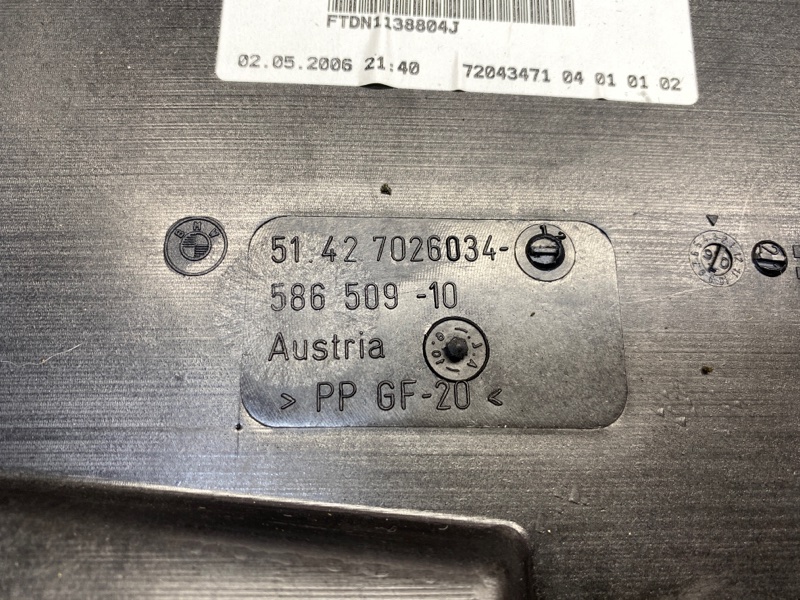 FTDN1138804J
02.05.2006 21:40 72043471 04 01 01 02
BMW
51.42 7026034-
586 509 -10
Austria
> PP GF-20 <